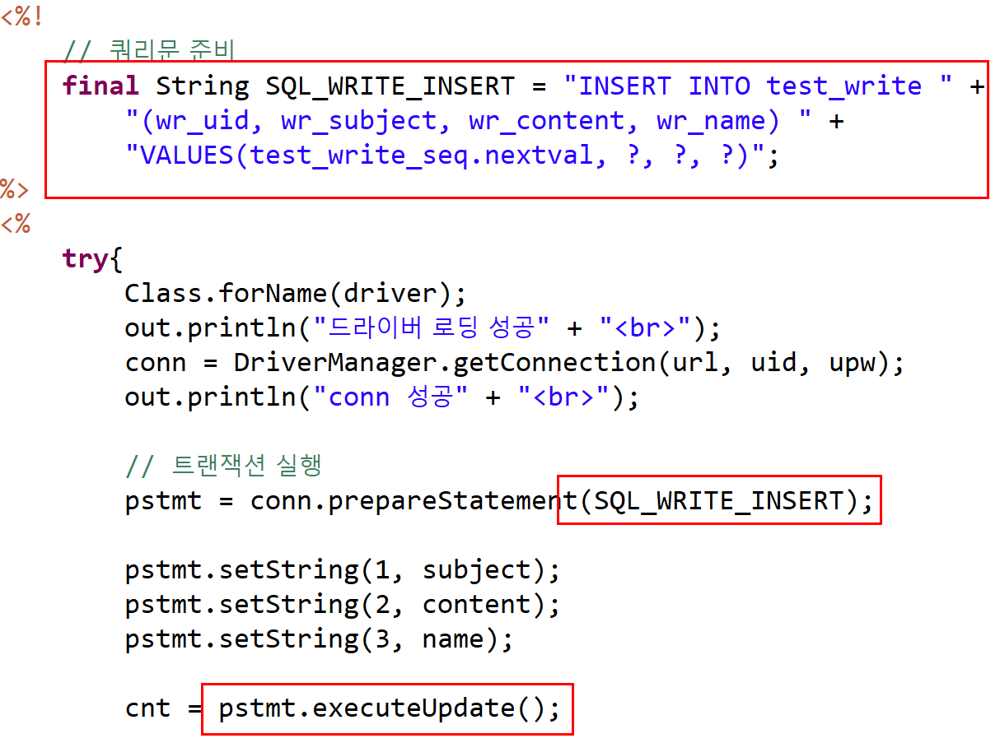 <%!
// 쿼리문 준비
final String SQL_WRITE_INSERT = "INSERT INTO test_write " +
"(wr_uid, wr_subject, wr_content, wr_name) " +
"VALUES(test_write_seq.nextval, ?, ?, ?)";
%>
<%
try{
Class.forName(driver);
out.println("드라이버 로딩 성공" + "<br>");
conn = DriverManager.getConnection(url, uid, upw);
out.println("conn 성공" + "<br>");
// 트랜잭션 실행
pstmt = conn.prepareStatement(SQL_WRITE_INSERT);
pstmt.setString(1, subject);
pstmt.setString(2, content);
pstmt.setString(3, name);
cnt = pstmt.executeUpdate();